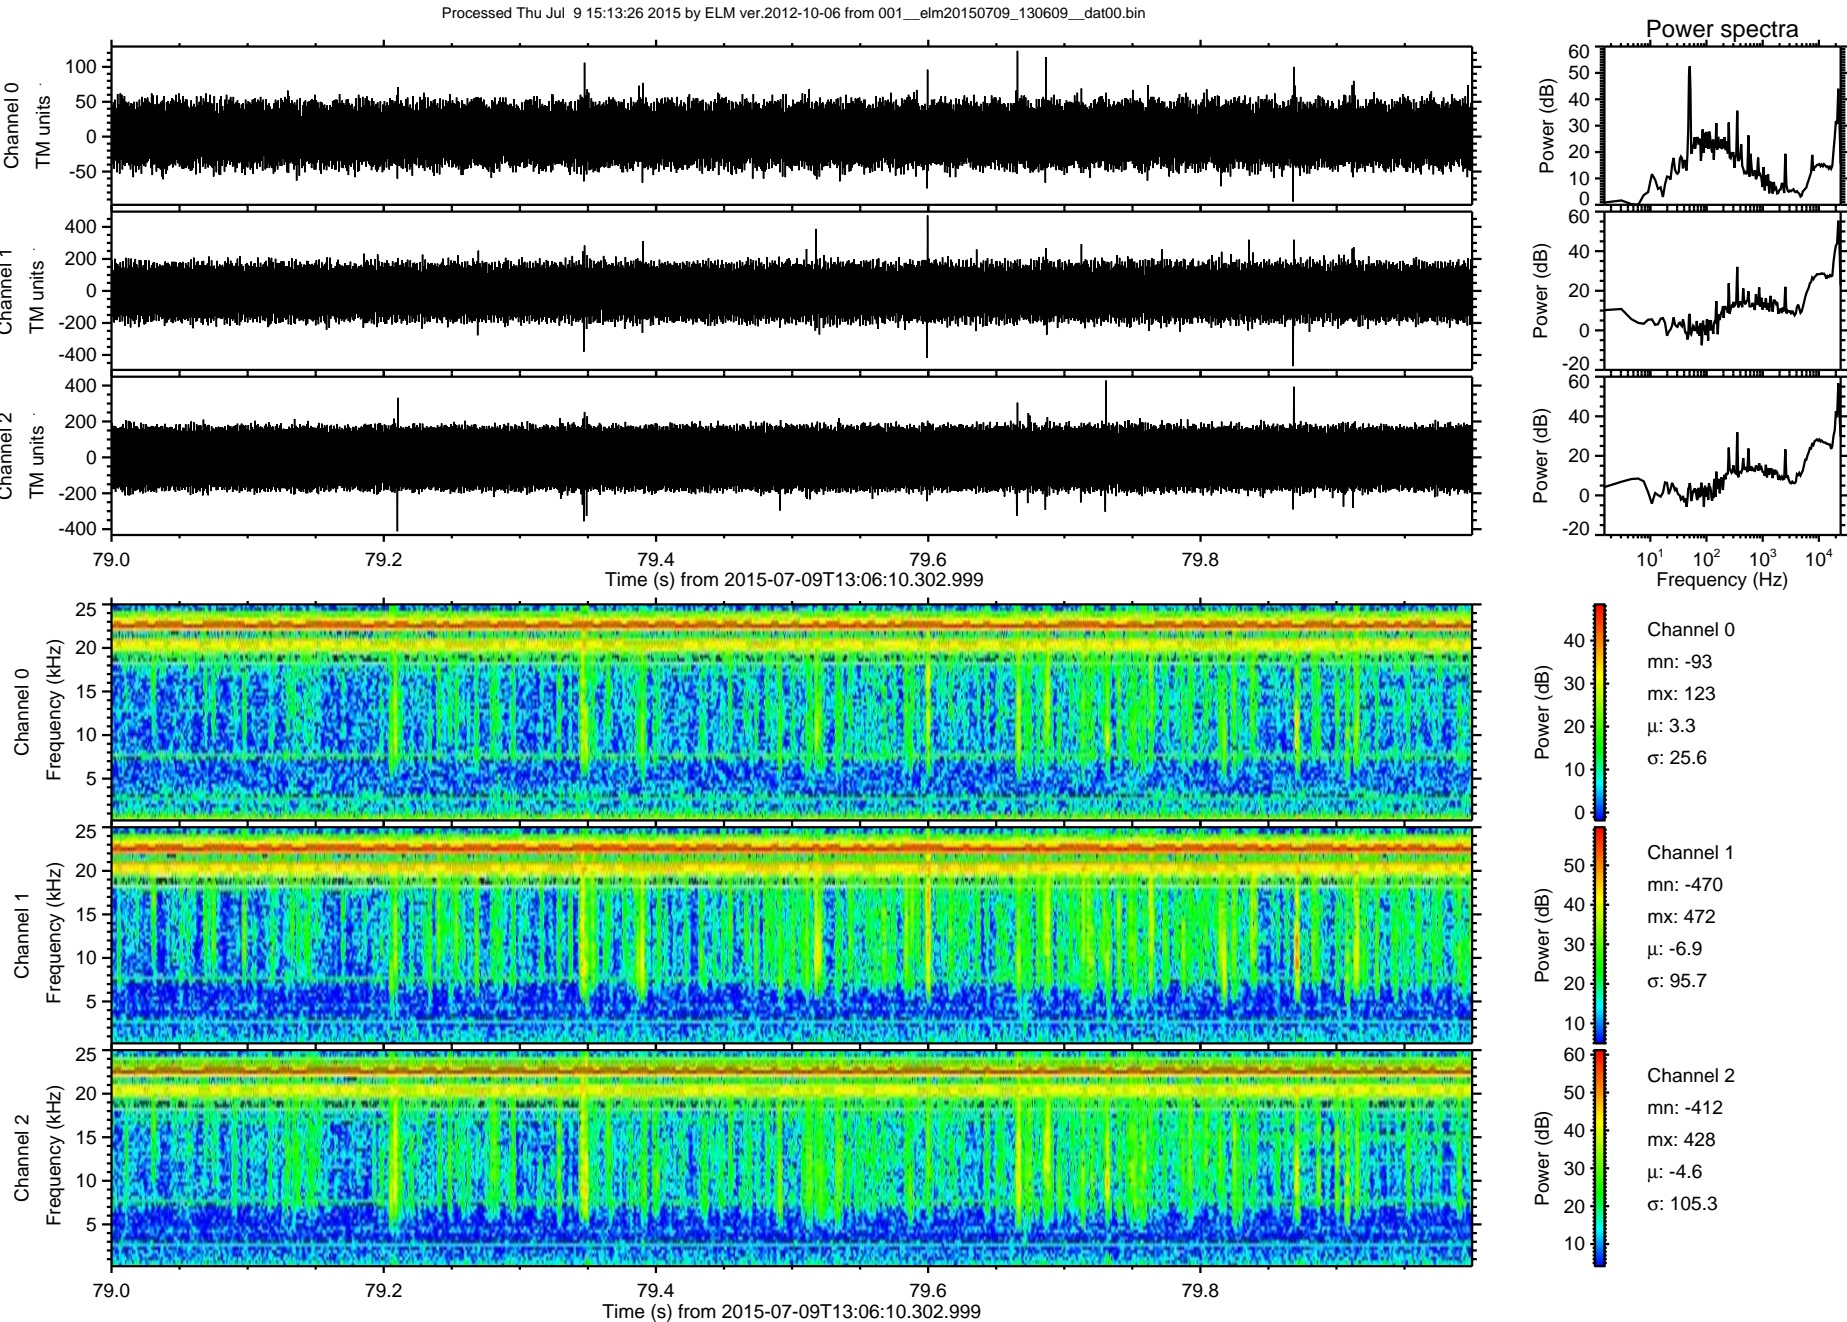 Processed Thu Jul  9 15:13:26 2015 by ELM ver.2012-10-06 from 001__elm20150709_130609__dat00.bin
Power spectra
Channel 0
TM units
100
50
0
-50
Power (dB)
60
50
40
30
20
10
0
Channel 1
TM units
400
200
0
-200
-400
Power (dB)
60
40
20
0
-20
Channel 2
TM units
400
200
0
-200
-400
Power (dB)
60
40
20
0
-20
79.0 79.2 79.4 79.6 79.8
Time (s) from 2015-07-09T13:06:10.302.999
10¹ 10² 10³ 10⁴
Frequency (Hz)
Channel 0
Frequency (kHz)
25
20
15
10
5
Power (dB)
40
30
20
10
0
Channel 0
mn: -93
mx: 123
μ: 3.3
σ: 25.6
Channel 1
Frequency (kHz)
25
20
15
10
5
Power (dB)
50
40
30
20
10
Channel 1
mn: -470
mx: 472
μ: -6.9
σ: 95.7
Channel 2
Frequency (kHz)
25
20
15
10
5
Power (dB)
60
50
40
30
20
10
Channel 2
mn: -412
mx: 428
μ: -4.6
σ: 105.3
79.0 79.2 79.4 79.6 79.8
Time (s) from 2015-07-09T13:06:10.302.999